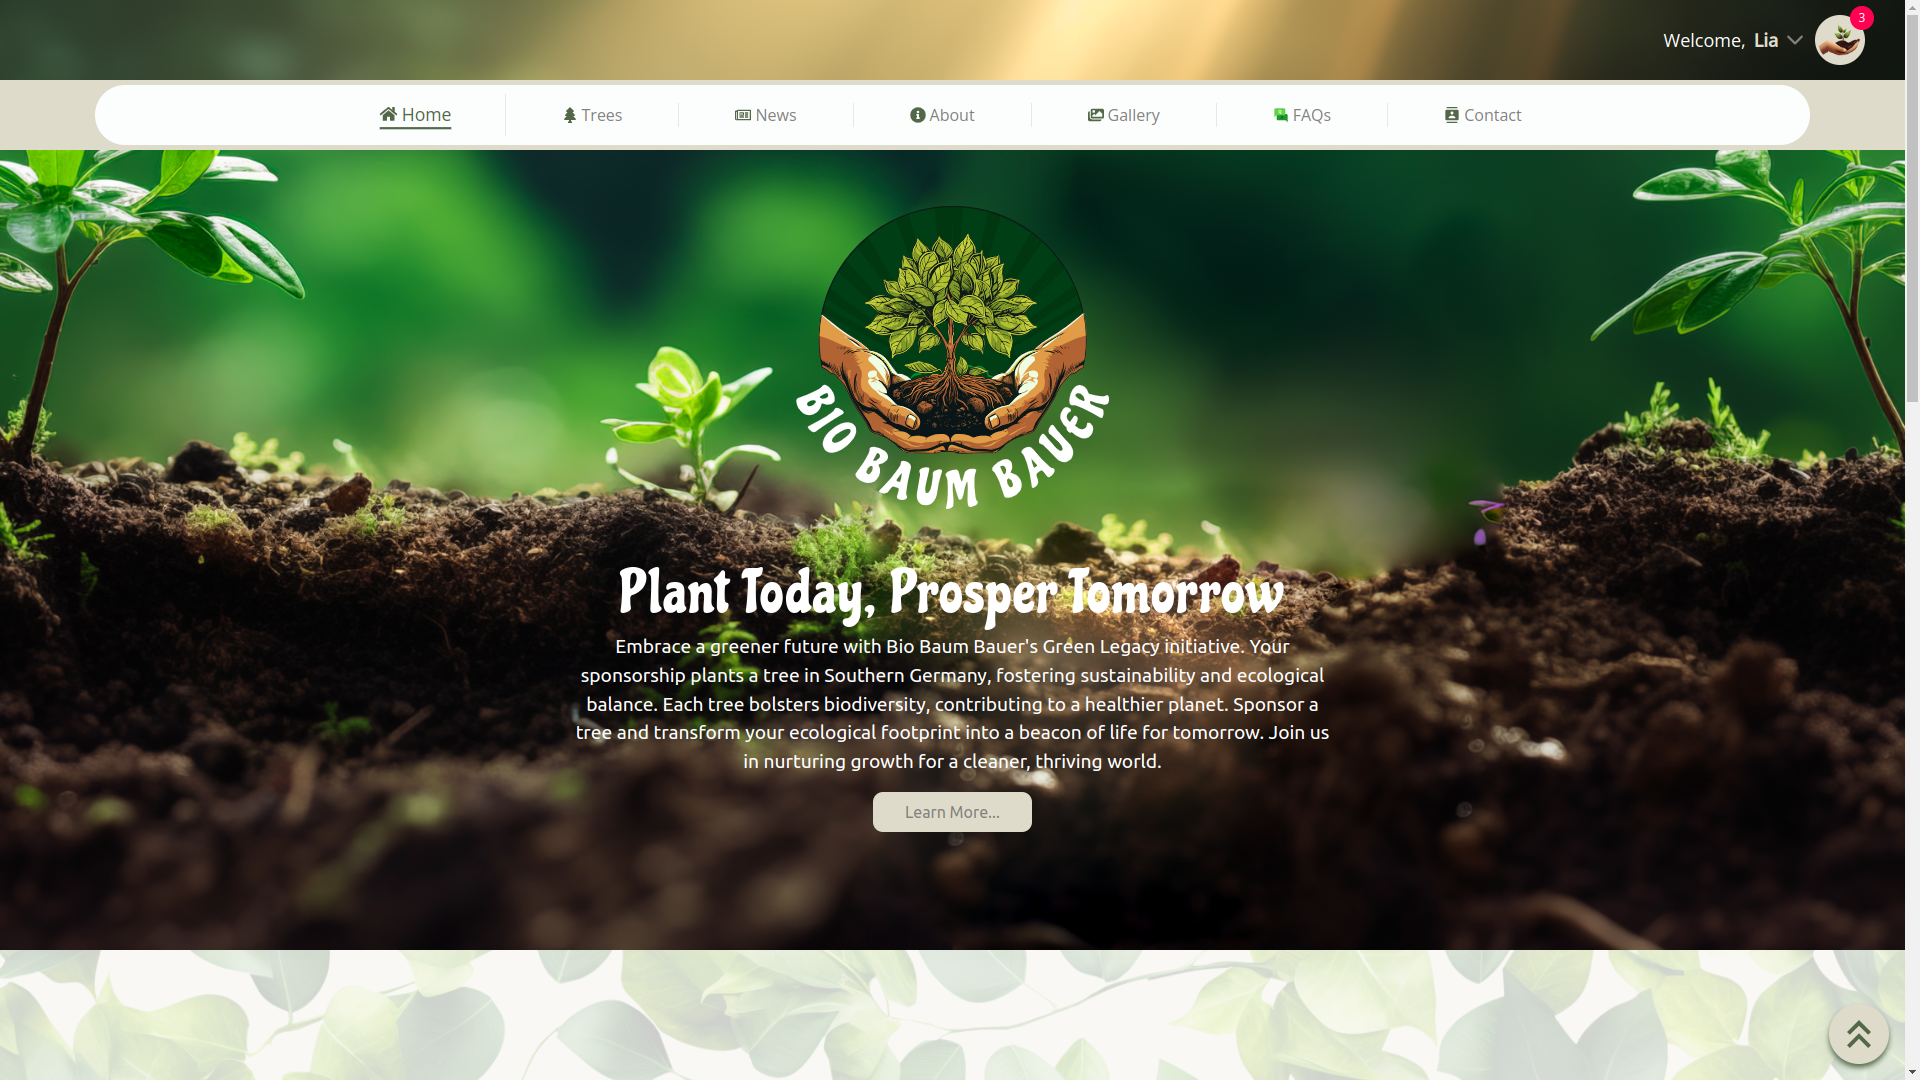 Welcome, Lia
3
Home
Trees
News
About
Gallery
FAQs
Contact
BIO BAUM BAUER
Plant Today, Prosper Tomorrow
Embrace a greener future with Bio Baum Bauer's Green Legacy initiative. Your
sponsorship plants a tree in Southern Germany, fostering sustainability and ecological
balance. Each tree bolsters biodiversity, contributing to a healthier planet. Sponsor a
tree and transform your ecological footprint into a beacon of life for tomorrow. Join us
in nurturing growth for a cleaner, thriving world.
Learn More...